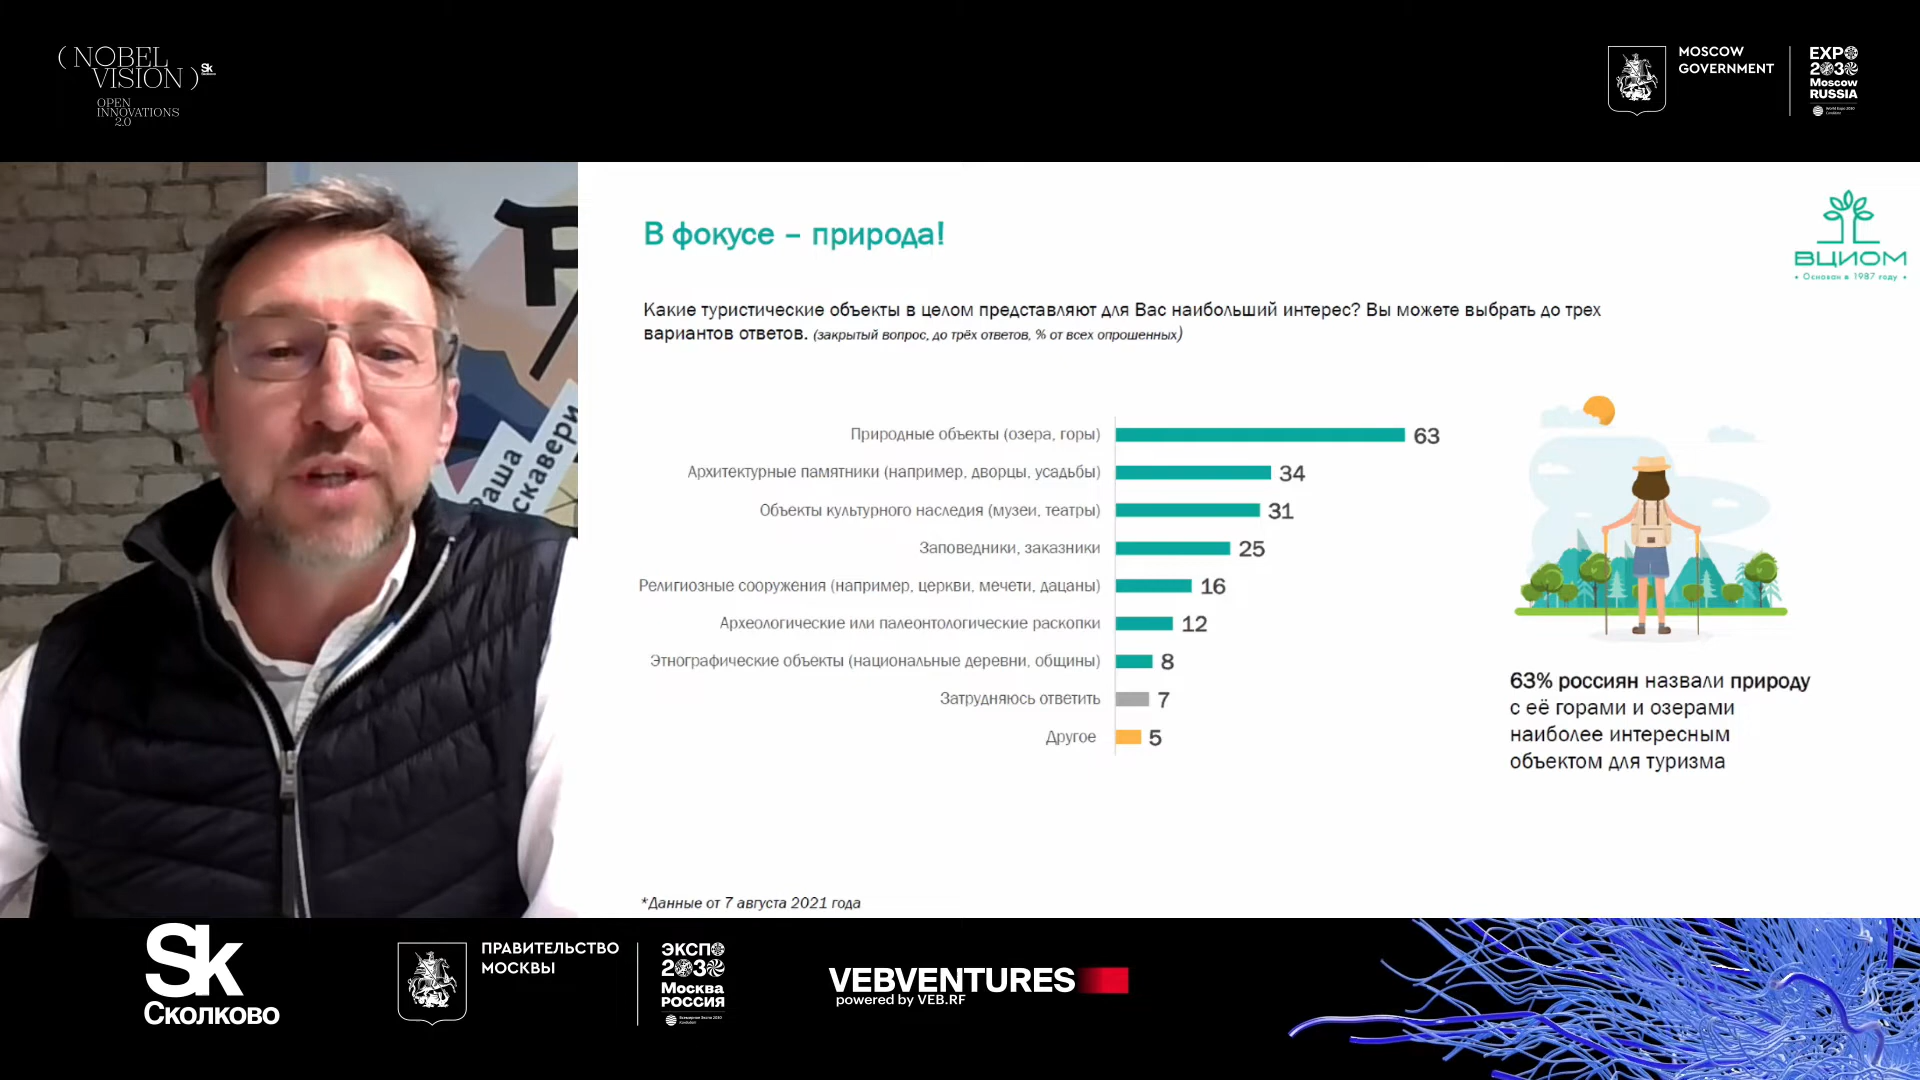 ( NOBEL
VISION )
Sk
OPEN
INNOVATIONS
2.0
MOSCOW
GOVERNMENT
EXPO
2030
Moscow
RUSSIA
Ваша
скавери
В фокусе – природа!
ВЦИОМ
• Основан в 1987 году •
Какие туристические объекты в целом представляют для Вас наибольший интерес? Вы можете выбрать до трех
вариантов ответов. (закрытый вопрос, до трёх ответов, % от всех опрошенных)
Природные объекты (озера, горы) 63
Архитектурные памятники (например, дворцы, усадьбы) 34
Объекты культурного наследия (музеи, театры) 31
Заповедники, заказники 25
Религиозные сооружения (например, церкви, мечети, дацаны) 16
Археологические или палеонтологические раскопки 12
Этнографические объекты (национальные деревни, общины) 8
Затрудняюсь ответить 7
Другое 5
63% россиян назвали природу
с её горами и озерами
наиболее интересным
объектом для туризма
*Данные от 7 августа 2021 года
Sk
Сколково
ПРАВИТЕЛЬСТВО
МОСКВЫ
ЭКСПО
2030
Москва
РОССИЯ
VEBVENTURES
powered by VEB.RF